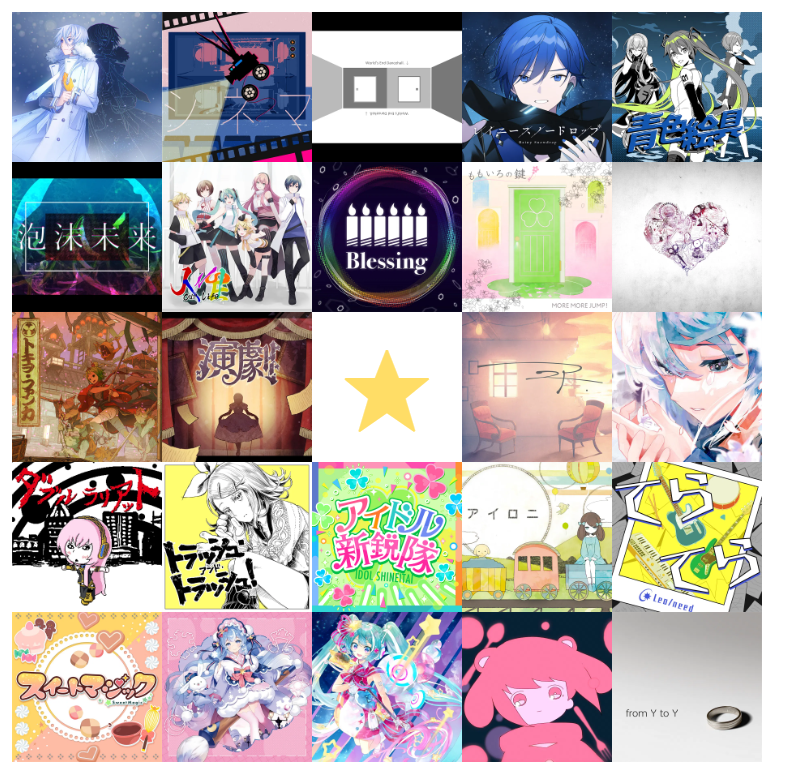 シネマ
World's End Dancehall
レイニースノードロップ
Rainy Snowdrop
青色絵具
泡沫未来
Blessing
ももいろの鍵
MORE MORE JUMP!
トキヲ・ファンカ
演劇
ダブルラリアット
トラッシュ・
アンド・
トラッシュ!
アイドル
新鋭隊
IDOL SHINEITAI
アイロニ
てらてら
Leo/need
スイートマジック
Sweet Magic
from Y to Y